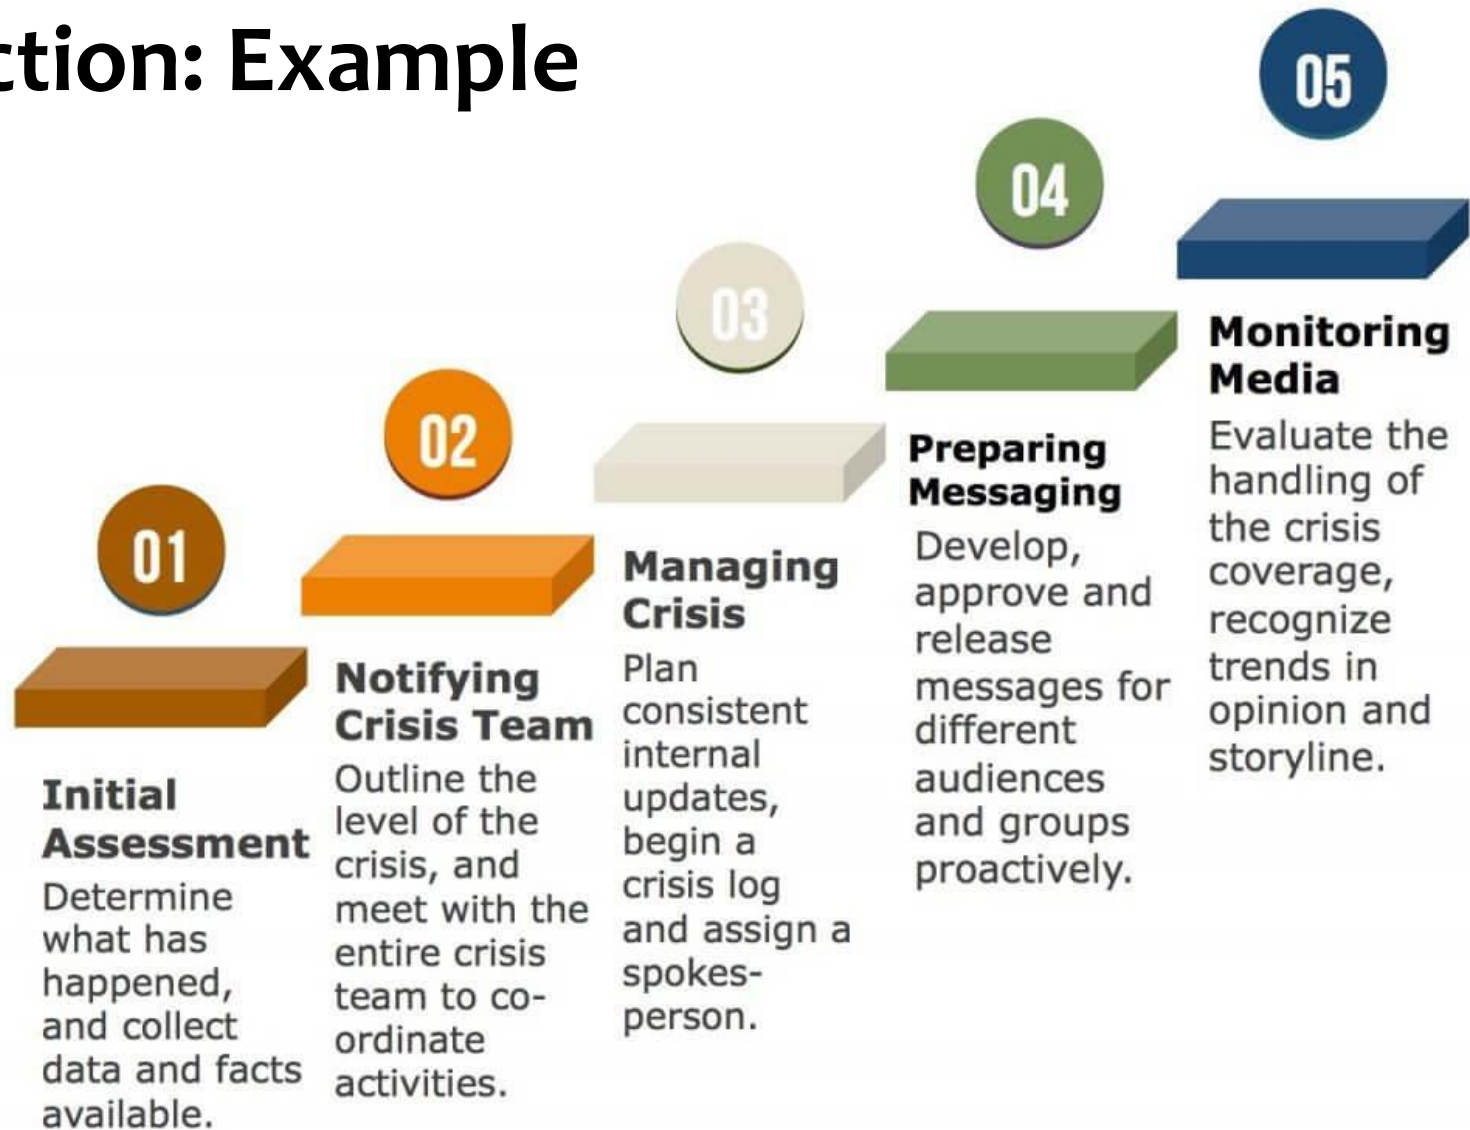 ction: Example
01
Initial
Assessment
Determine
what has
happened,
and collect
data and facts
available.
02
Notifying
Crisis Team
Outline the
level of the
crisis, and
meet with the
entire crisis
team to co-
ordinate
activities.
03
Managing
Crisis
Plan
consistent
internal
updates,
begin a
crisis log
and assign a
spokes-
person.
04
Preparing
Messaging
Develop,
approve and
release
messages for
different
audiences
and groups
proactively.
05
Monitoring
Media
Evaluate the
handling of
the crisis
coverage,
recognize
trends in
opinion and
storyline.